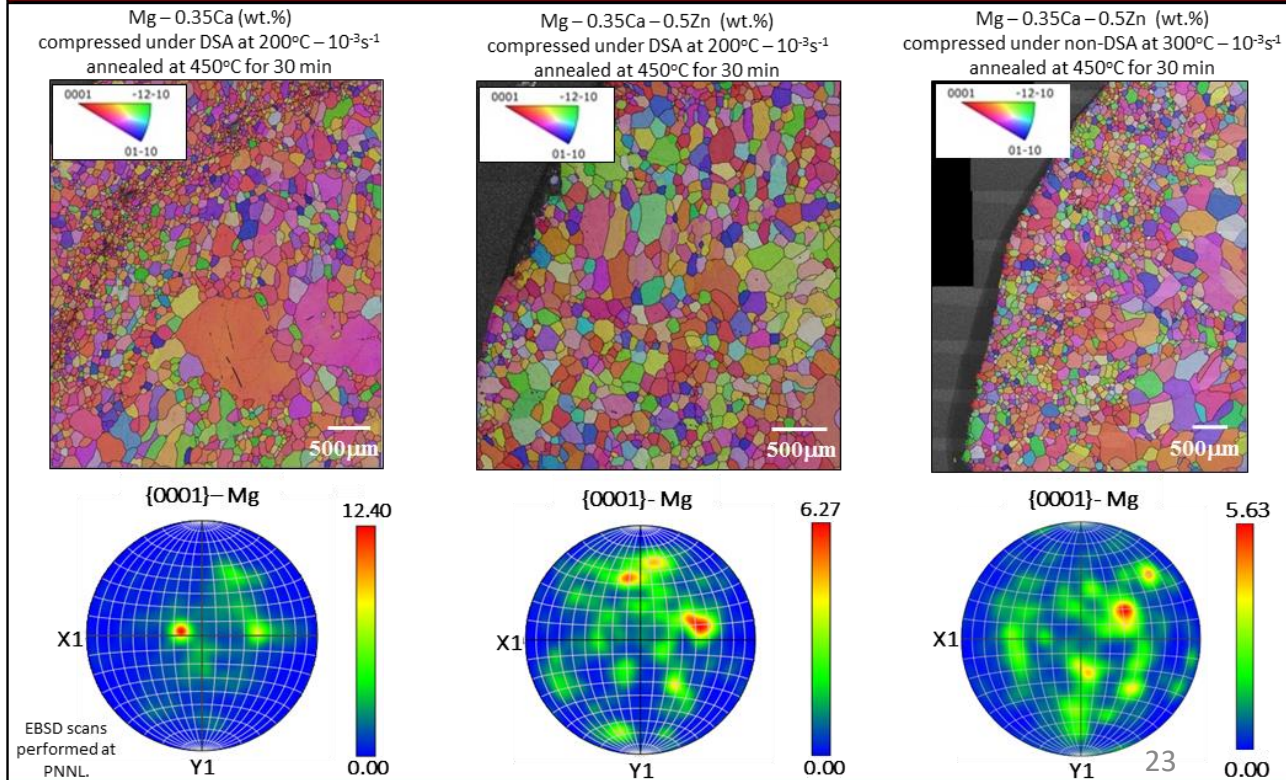 Mg – 0.35Ca (wt.%)
compressed under DSA at 200°C – 10⁻³s⁻¹
annealed at 450°C for 30 min
Mg – 0.35Ca – 0.5Zn (wt.%)
compressed under DSA at 200°C – 10⁻³s⁻¹
annealed at 450°C for 30 min
Mg – 0.35Ca – 0.5Zn (wt.%)
compressed under non-DSA at 300°C – 10⁻³s⁻¹
annealed at 450°C for 30 min
0001 -12-10
01-10
500µm
0001 -12-10
01-10
500µm
0001 -12-10
01-10
500µm
{0001}– Mg
12.40
X1
Y1
0.00
{0001}- Mg
6.27
X1
Y1
0.00
{0001}- Mg
5.63
X1
Y1
0.00
EBSD scans
performed at
PNNL.
23